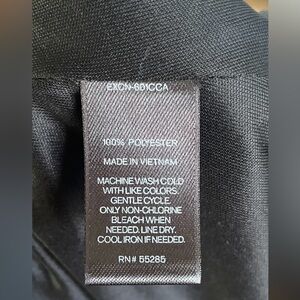 EXCN-601CCA
100% POLYESTER
MADE IN VIETNAM
MACHINE WASH COLD
WITH LIKE COLORS.
GENTLE CYCLE.
ONLY NON-CHLORINE
BLEACH WHEN
NEEDED. LINE DRY.
COOL IRON IF NEEDED.
RN# 55285